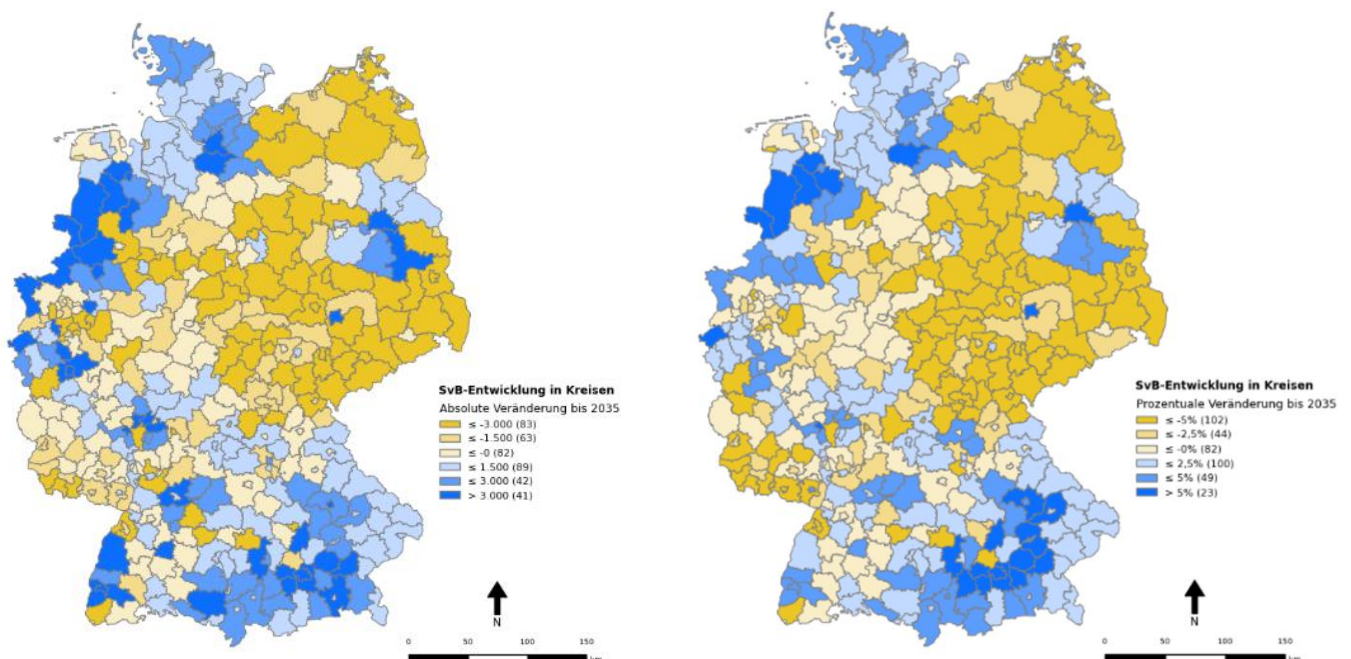 SvB-Entwicklung in Kreisen
Absolute Veränderung bis 2035
≤ -3.000 (83)
≤ -1.500 (63)
≤ -0 (82)
≤ 1.500 (89)
≤ 3.000 (42)
> 3.000 (41)
N
0 50 100 150
km
SvB-Entwicklung in Kreisen
Prozentuale Veränderung bis 2035
≤ -5% (102)
≤ -2,5% (44)
≤ -0% (82)
≤ 2,5% (100)
≤ 5% (49)
> 5% (23)
N
0 50 100 150
km